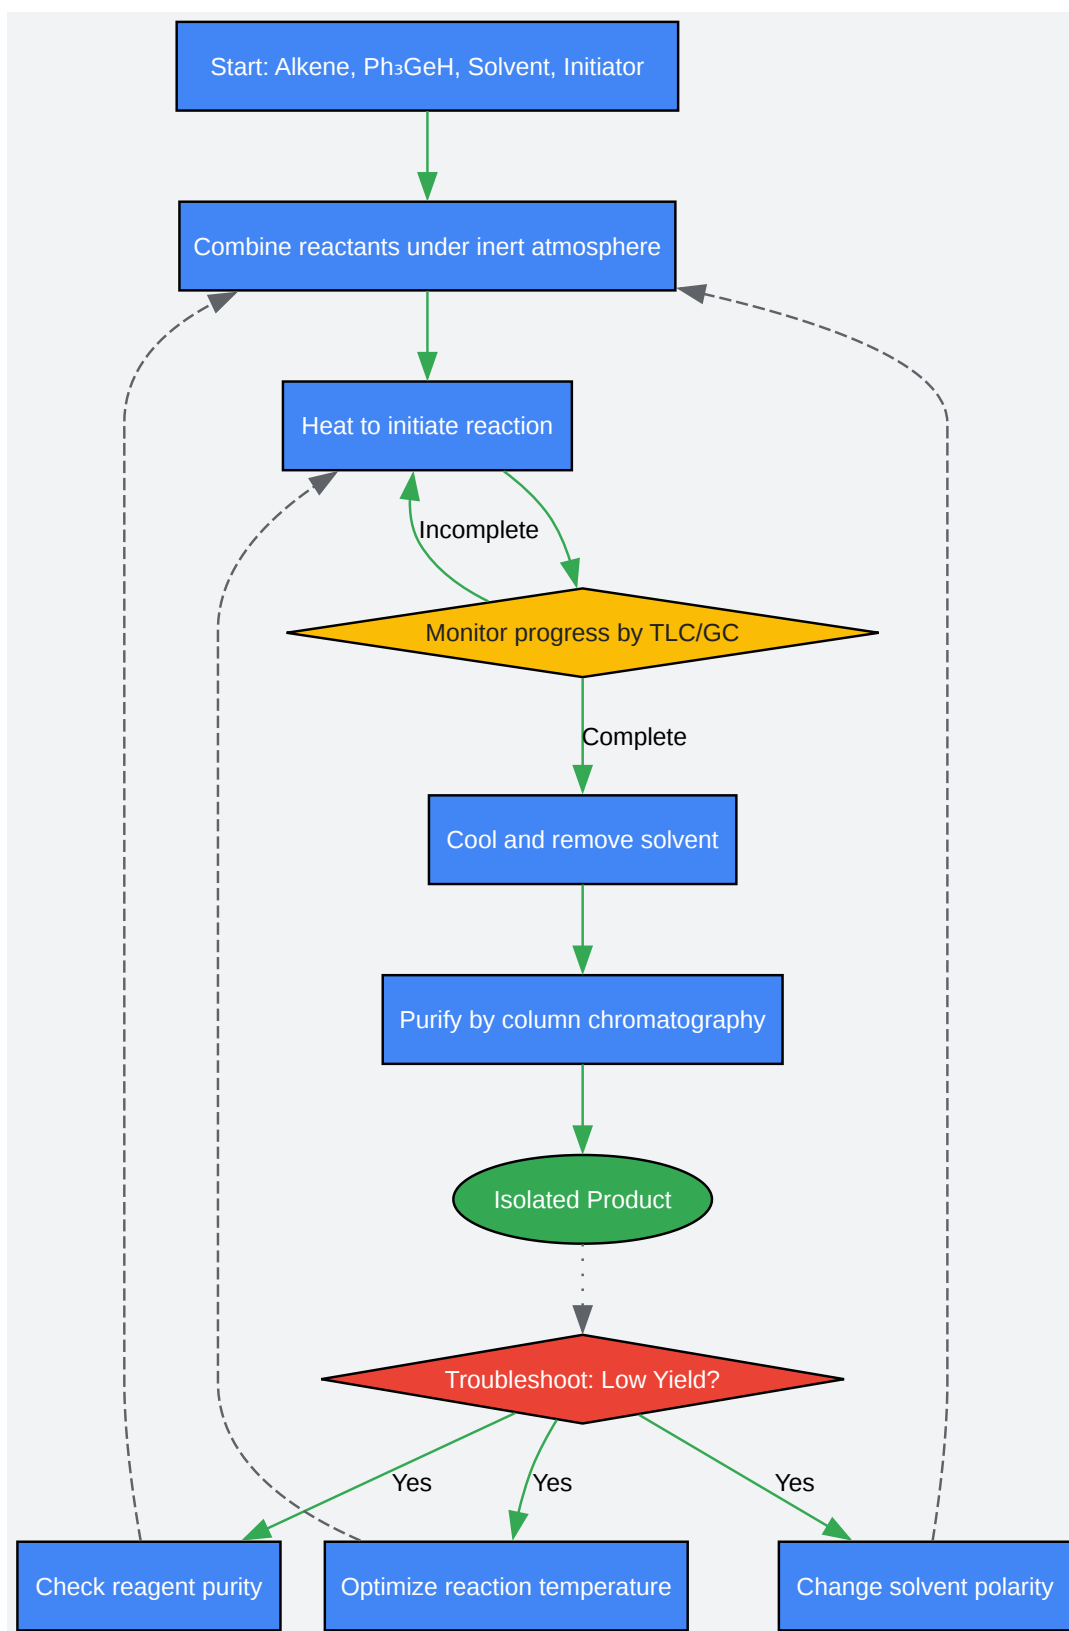 Start: Alkene, Ph₃GeH, Solvent, Initiator
Combine reactants under inert atmosphere
Heat to initiate reaction
Incomplete
Monitor progress by TLC/GC
Complete
Cool and remove solvent
Purify by column chromatography
Isolated Product
Troubleshoot: Low Yield?
Yes
Yes
Yes
Check reagent purity
Optimize reaction temperature
Change solvent polarity